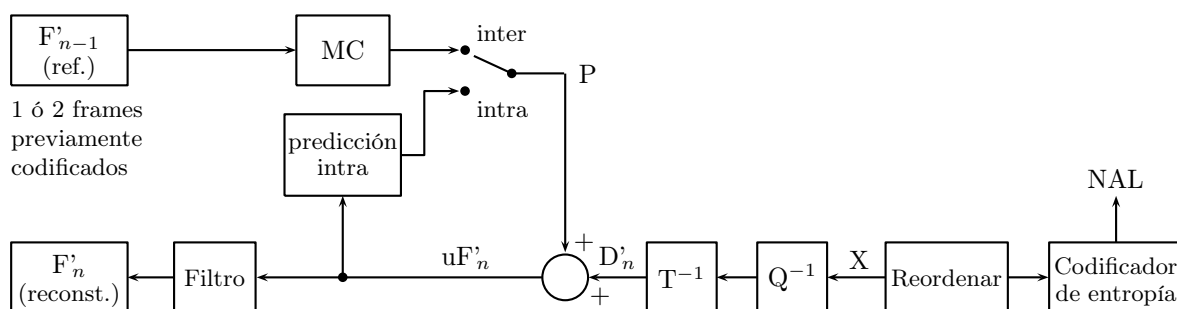 F'n−1
(ref.)
1 ó 2 frames
previamente
codificados
MC
inter
P
intra
predicción
intra
NAL
F'n
(reconst.)
Filtro
uF'n
+
+
D'n
T−1
Q−1
X
Reordenar
Codificador
de entropía